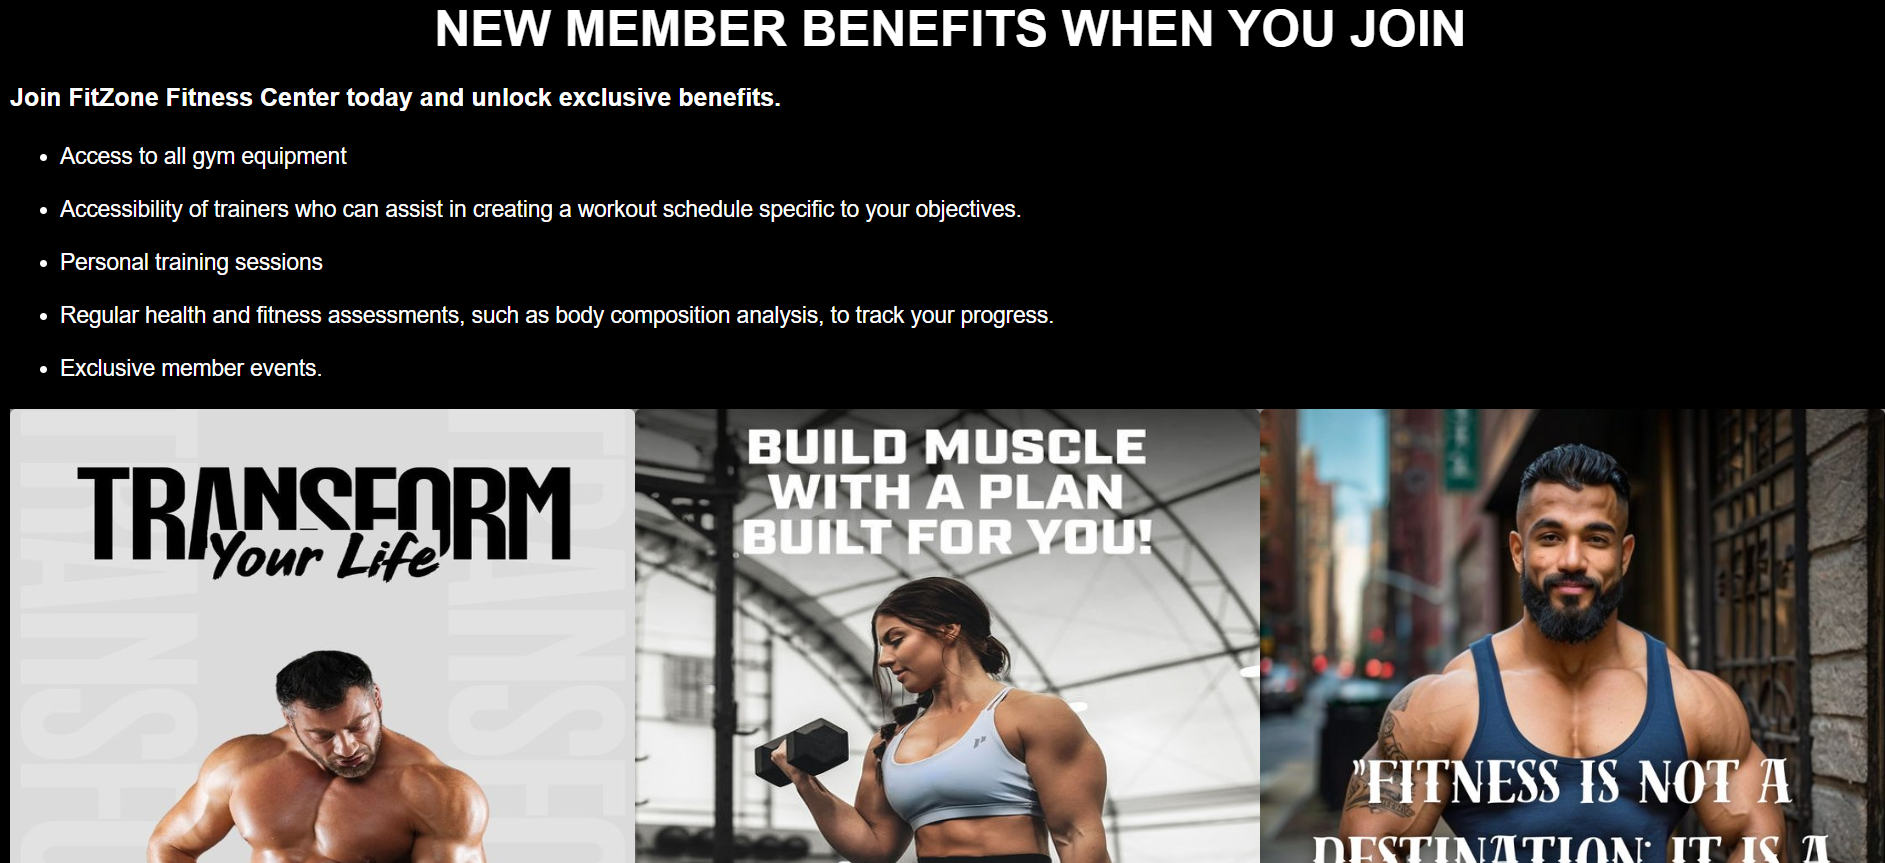 NEW MEMBER BENEFITS WHEN YOU JOIN
Join FitZone Fitness Center today and unlock exclusive benefits.
Access to all gym equipment
Accessibility of trainers who can assist in creating a workout schedule specific to your objectives.
Personal training sessions
Regular health and fitness assessments, such as body composition analysis, to track your progress.
Exclusive member events.
TRANSFORM
Your Life
BUILD MUSCLE
WITH A PLAN
BUILT FOR YOU!
"FITNESS IS NOT A
DESTINATION; IT IS A